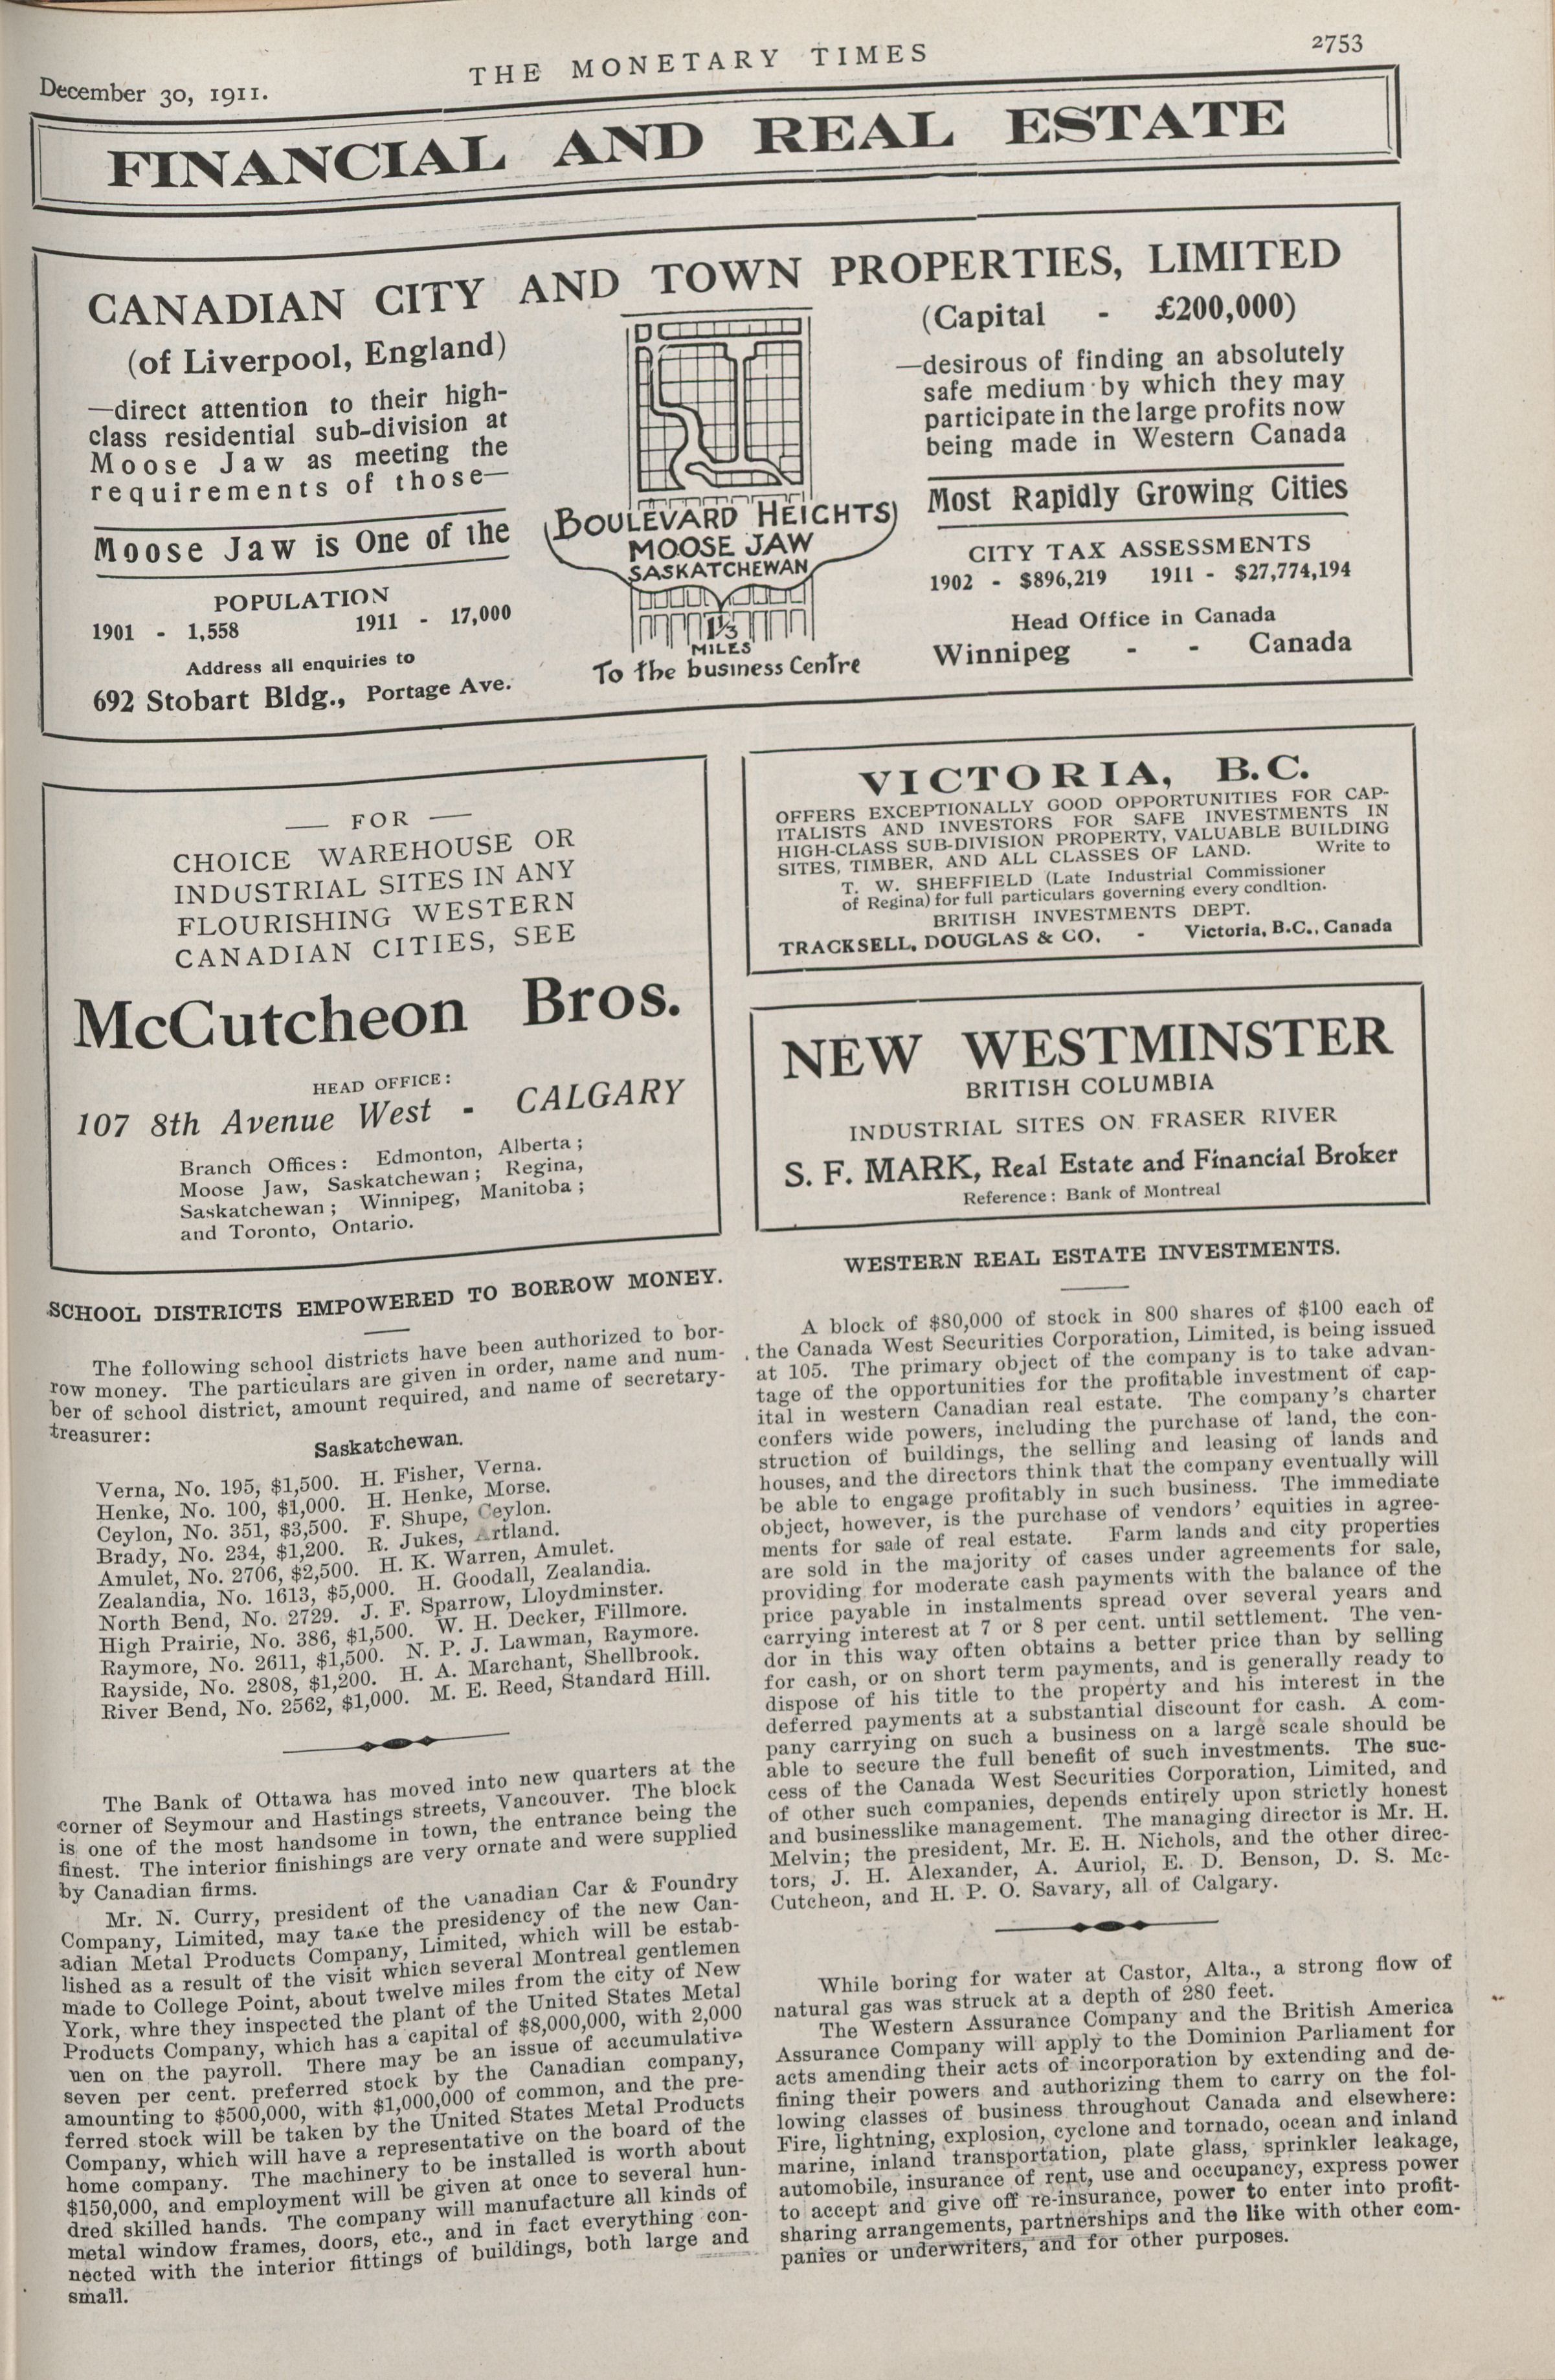 December 30, 1911.
THE MONETARY TIMES
2753
FINANCIAL AND REAL ESTATE
CANADIAN CITY AND TOWN PROPERTIES, LIMITED
(of Liverpool, England)
—direct attention to their high-
class residential sub-division at
Moose Jaw as meeting the
requirements of those—
Moose Jaw is One of the
POPULATION
1901 - 1,558 1911 - 17,000
Address all enquiries to
692 Stobart Bldg., Portage Ave.
BOULEVARD HEIGHTS
MOOSE JAW
SASKATCHEWAN
1½
MILES
To the business Centre
(Capital - £200,000)
—desirous of finding an absolutely
safe medium by which they may
participate in the large profits now
being made in Western Canada
Most Rapidly Growing Cities
CITY TAX ASSESSMENTS
1902 - $896,219 1911 - $27,774,194
Head Office in Canada
Winnipeg - - Canada
— FOR —
CHOICE WAREHOUSE OR
INDUSTRIAL SITES IN ANY
FLOURISHING WESTERN
CANADIAN CITIES, SEE
McCutcheon Bros.
HEAD OFFICE:
107 8th Avenue West - CALGARY
Branch Offices: Edmonton, Alberta;
Moose Jaw, Saskatchewan; Regina,
Saskatchewan; Winnipeg, Manitoba;
and Toronto, Ontario.
VICTORIA, B.C.
OFFERS EXCEPTIONALLY GOOD OPPORTUNITIES FOR CAP-
ITALISTS AND INVESTORS FOR SAFE INVESTMENTS IN
HIGH-CLASS SUB-DIVISION PROPERTY, VALUABLE BUILDING
SITES, TIMBER, AND ALL CLASSES OF LAND. Write to
T. W. SHEFFIELD (Late Industrial Commissioner
of Regina) for full particulars governing every condition.
BRITISH INVESTMENTS DEPT.
TRACKSELL, DOUGLAS & CO. - Victoria, B.C., Canada
NEW WESTMINSTER
BRITISH COLUMBIA
INDUSTRIAL SITES ON FRASER RIVER
S. F. MARK, Real Estate and Financial Broker
Reference: Bank of Montreal
SCHOOL DISTRICTS EMPOWERED TO BORROW MONEY.
The following school districts have been authorized to bor-
row money. The particulars are given in order, name and num-
ber of school district, amount required, and name of secretary-
treasurer:
Saskatchewan.
Verna, No. 195, $1,500. H. Fisher, Verna.
Henke, No. 100, $1,000. H. Henke, Morse.
Ceylon, No. 351, $3,500. F. Shupe, Ceylon.
Brady, No. 234, $1,200. R. Jukes, Artland.
Amulet, No. 2706, $2,500. H. K. Warren, Amulet.
Zealandia, No. 1613, $5,000. H. Goodall, Zealandia.
North Bend, No. 2729. J. F. Sparrow, Lloydminster.
High Prairie, No. 386, $1,500. W. H. Decker, Fillmore.
Raymore, No. 2611, $1,500. N. P. J. Lawman, Raymore.
Rayside, No. 2808, $1,200. H. A. Marchant, Shellbrook.
River Bend, No. 2562, $1,000. M. E. Reed, Standard Hill.
The Bank of Ottawa has moved into new quarters at the
corner of Seymour and Hastings streets, Vancouver. The block
is one of the most handsome in town, the entrance being the
finest. The interior finishings are very ornate and were supplied
by Canadian firms.
Mr. N. Curry, president of the Canadian Car & Foundry
Company, Limited, may take the presidency of the new Can-
adian Metal Products Company, Limited, which will be estab-
lished as a result of the visit which several Montreal gentlemen
made to College Point, about twelve miles from the city of New
York, whre they inspected the plant of the United States Metal
Products Company, which has a capital of $8,000,000, with 2,000
men on the payroll. There may be an issue of accumulative
seven per cent. preferred stock by the Canadian company,
amounting to $500,000, with $1,000,000 of common, and the pre-
ferred stock will be taken by the United States Metal Products
Company, which will have a representative on the board of the
home company. The machinery to be installed is worth about
$150,000, and employment will be given at once to several hun-
dred skilled hands. The company will manufacture all kinds of
metal window frames, doors, etc., and in fact everything con-
nected with the interior fittings of buildings, both large and
small.
WESTERN REAL ESTATE INVESTMENTS.
A block of $80,000 of stock in 800 shares of $100 each of
the Canada West Securities Corporation, Limited, is being issued
at 105. The primary object of the company is to take advan-
tage of the opportunities for the profitable investment of cap-
ital in western Canadian real estate. The company's charter
confers wide powers, including the purchase of land, the con-
struction of buildings, the selling and leasing of lands and
houses, and the directors think that the company eventually will
be able to engage profitably in such business. The immediate
object, however, is the purchase of vendors' equities in agree-
ments for sale of real estate. Farm lands and city properties
are sold in the majority of cases under agreements for sale,
providing for moderate cash payments with the balance of the
price payable in instalments spread over several years and
carrying interest at 7 or 8 per cent. until settlement. The ven-
dor in this way often obtains a better price than by selling
for cash, or on short term payments, and is generally ready to
dispose of his title to the property and his interest in the
deferred payments at a substantial discount for cash. A com-
pany carrying on such a business on a large scale should be
able to secure the full benefit of such investments. The suc-
cess of the Canada West Securities Corporation, Limited, and
of other such companies, depends entirely upon strictly honest
and businesslike management. The managing director is Mr. H.
Melvin; the president, Mr. E. H. Nichols, and the other direc-
tors, J. H. Alexander, A. Auriol, E. D. Benson, D. S. Mc-
Cutcheon, and H. P. O. Savary, all of Calgary.
While boring for water at Castor, Alta., a strong flow of
natural gas was struck at a depth of 280 feet.
The Western Assurance Company and the British America
Assurance Company will apply to the Dominion Parliament for
acts amending their acts of incorporation by extending and de-
fining their powers and authorizing them to carry on the fol-
lowing classes of business throughout Canada and elsewhere:
Fire, lightning, explosion, cyclone and tornado, ocean and inland
marine, inland transportation, plate glass, sprinkler leakage,
automobile, insurance of rent, use and occupancy, express power
to accept and give off re-insurance, power to enter into profit-
sharing arrangements, partnerships and the like with other com-
panies or underwriters, and for other purposes.